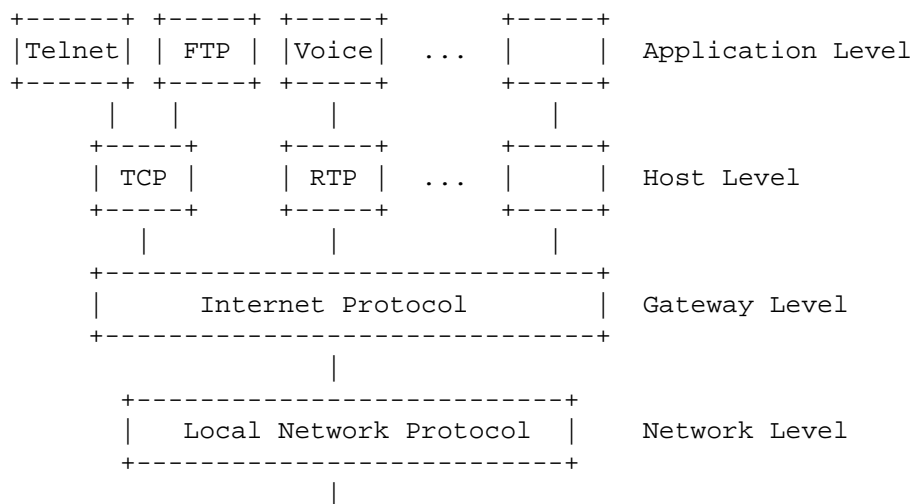 Telnet FTP Voice ... Application Level
TCP RTP ... Host Level
Internet Protocol Gateway Level
Local Network Protocol Network Level